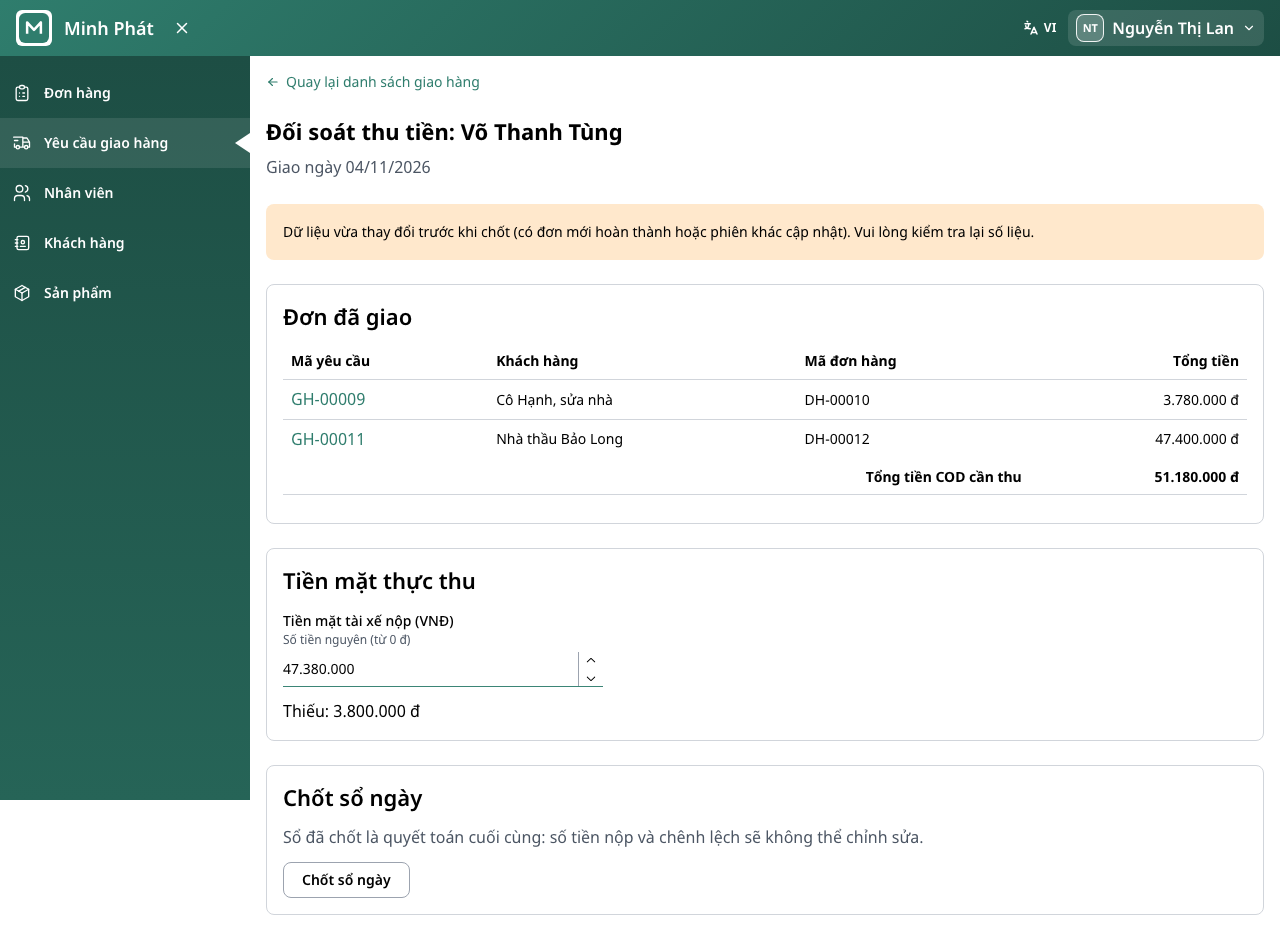 Minh Phát
VI
NT
Nguyễn Thị Lan
Đơn hàng
Yêu cầu giao hàng
Nhân viên
Khách hàng
Sản phẩm
Quay lại danh sách giao hàng
Đối soát thu tiền: Võ Thanh Tùng
Giao ngày 04/11/2026
Dữ liệu vừa thay đổi trước khi chốt (có đơn mới hoàn thành hoặc phiên khác cập nhật). Vui lòng kiểm tra lại số liệu.
Đơn đã giao
Mã yêu cầu Khách hàng Mã đơn hàng Tổng tiền
GH-00009 Cô Hạnh, sửa nhà DH-00010 3.780.000 đ
GH-00011 Nhà thầu Bảo Long DH-00012 47.400.000 đ
Tổng tiền COD cần thu 51.180.000 đ
Tiền mặt thực thu
Tiền mặt tài xế nộp (VNĐ)
Số tiền nguyên (từ 0 đ)
47.380.000
Thiếu: 3.800.000 đ
Chốt sổ ngày
Sổ đã chốt là quyết toán cuối cùng: số tiền nộp và chênh lệch sẽ không thể chỉnh sửa.
Chốt sổ ngày